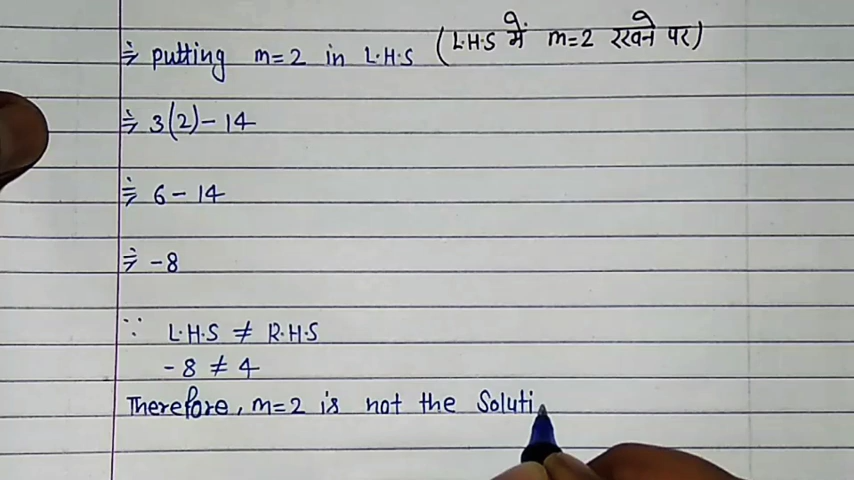 ⇒ putting m=2 in L.H.S (L.H.S में m=2 रखने पर)
⇒ 3(2)-14
⇒ 6-14
⇒ -8
∵ L.H.S ≠ R.H.S
-8 ≠ 4
Therefore, m=2 is not the Soluti